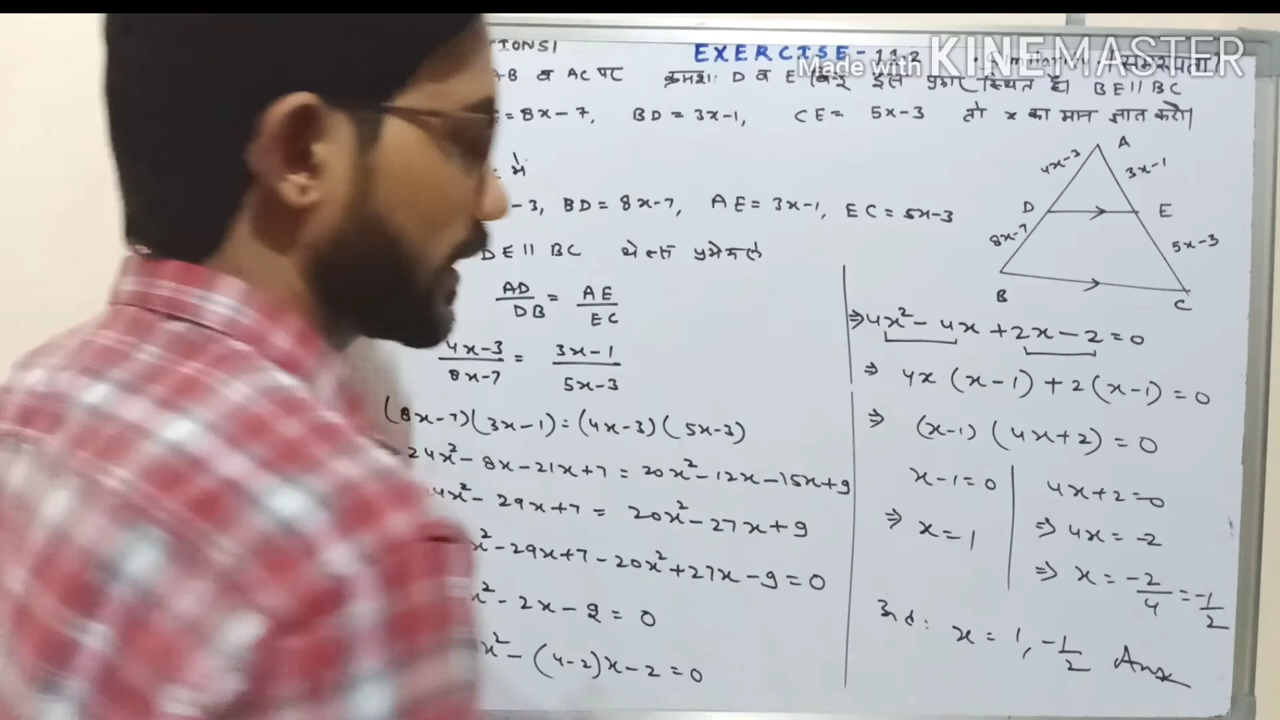 TIONS1 EXERCISE-11.2
Made with KINEMASTER
AB व AC पर क्रमशः D व E बिंदु इस प्रकार स्थित है। BE || BC
= 8x-7, BD = 3x-1, CE = 5x-3 तो x का मान ज्ञात करो।
: में
-3, BD = 8x-7, AE = 3x-1, EC = 5x-3
DE || BC थेल्स प्रमेय से
AD/DB = AE/EC
4x-3/8x-7 = 3x-1/5x-3
(8x-7)(3x-1) = (4x-3)(5x-3)
24x²-8x-21x+7 = 20x²-12x-15x+9
4x²-29x+7 = 20x²-27x+9
x²-29x+7-20x²+27x-9=0
x²-2x-2=0
x²-(4-2)x-2=0
A
4x-3 3x-1
D E
8x-7 5x-3
B C
⇒4x²-4x+2x-2=0
⇒ 4x(x-1)+2(x-1)=0
⇒ (x-1)(4x+2)=0
x-1=0
⇒ x=1
4x+2=0
⇒ 4x=-2
⇒ x=-2/4=-1/2
अतः x = 1, -1/2 Ans